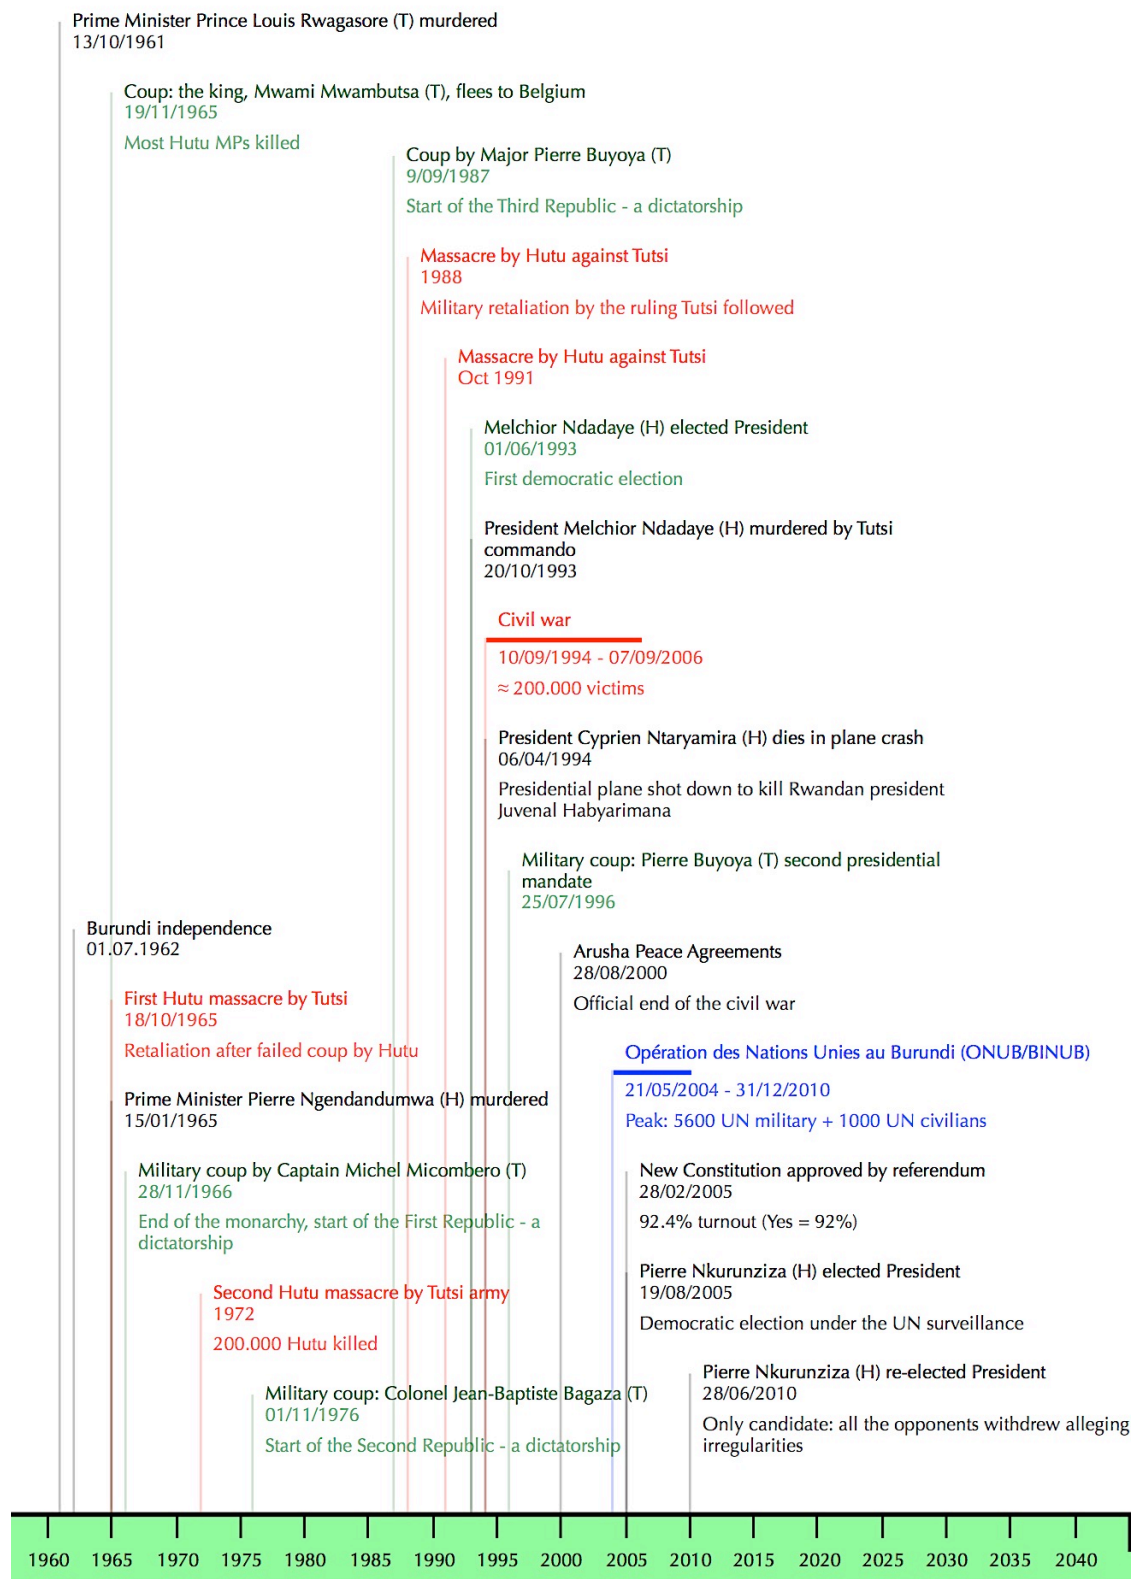 Prime Minister Prince Louis Rwagasore (T) murdered
13/10/1961
Coup: the king, Mwami Mwambutsa (T), flees to Belgium
19/11/1965
Most Hutu MPs killed
Coup by Major Pierre Buyoya (T)
9/09/1987
Start of the Third Republic - a dictatorship
Massacre by Hutu against Tutsi
1988
Military retaliation by the ruling Tutsi followed
Massacre by Hutu against Tutsi
Oct 1991
Melchior Ndadaye (H) elected President
01/06/1993
First democratic election
President Melchior Ndadaye (H) murdered by Tutsi
commando
20/10/1993
Civil war
10/09/1994 - 07/09/2006
≈ 200.000 victims
President Cyprien Ntaryamira (H) dies in plane crash
06/04/1994
Presidential plane shot down to kill Rwandan president
Juvenal Habyarimana
Military coup: Pierre Buyoya (T) second presidential
mandate
25/07/1996
Burundi independence
01.07.1962
Arusha Peace Agreements
28/08/2000
Official end of the civil war
First Hutu massacre by Tutsi
18/10/1965
Retaliation after failed coup by Hutu
Opération des Nations Unies au Burundi (ONUB/BINUB)
21/05/2004 - 31/12/2010
Peak: 5600 UN military + 1000 UN civilians
Prime Minister Pierre Ngendandumwa (H) murdered
15/01/1965
Military coup by Captain Michel Micombero (T)
28/11/1966
End of the monarchy, start of the First Republic - a
dictatorship
New Constitution approved by referendum
28/02/2005
92.4% turnout (Yes = 92%)
Second Hutu massacre by Tutsi army
1972
200.000 Hutu killed
Pierre Nkurunziza (H) elected President
19/08/2005
Democratic election under the UN surveillance
Military coup: Colonel Jean-Baptiste Bagaza (T)
01/11/1976
Start of the Second Republic - a dictatorship
Pierre Nkurunziza (H) re-elected President
28/06/2010
Only candidate: all the opponents withdrew alleging
irregularities
1960 1965 1970 1975 1980 1985 1990 1995 2000 2005 2010 2015 2020 2025 2030 2035 2040